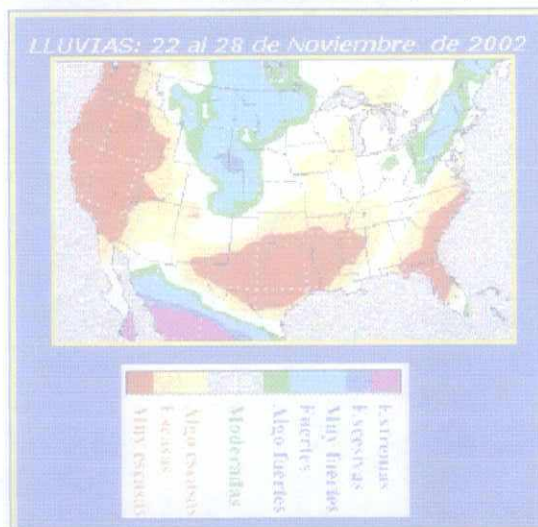 LLUVIAS: 22 al 28 de Noviembre de 2002
Muy escasas
Escasas
Algo escasas
Moderadas
Algo fuertes
Fuertes
Muy fuertes
Excesivas
Extremas